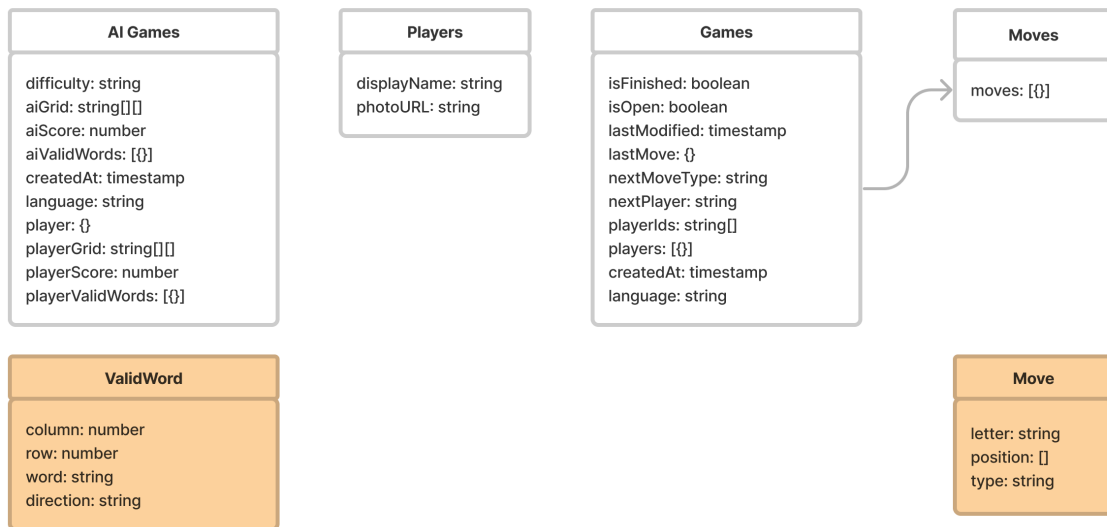 AI Games
difficulty: string
aiGrid: string[][]
aiScore: number
aiValidWords: [{}]
createdAt: timestamp
language: string
player: {}
playerGrid: string[][]
playerScore: number
playerValidWords: [{}]
Players
displayName: string
photoURL: string
Games
isFinished: boolean
isOpen: boolean
lastModified: timestamp
lastMove: {}
nextMoveType: string
nextPlayer: string
playerIds: string[]
players: [{}]
createdAt: timestamp
language: string
Moves
moves: [{}]
ValidWord
column: number
row: number
word: string
direction: string
Move
letter: string
position: []
type: string